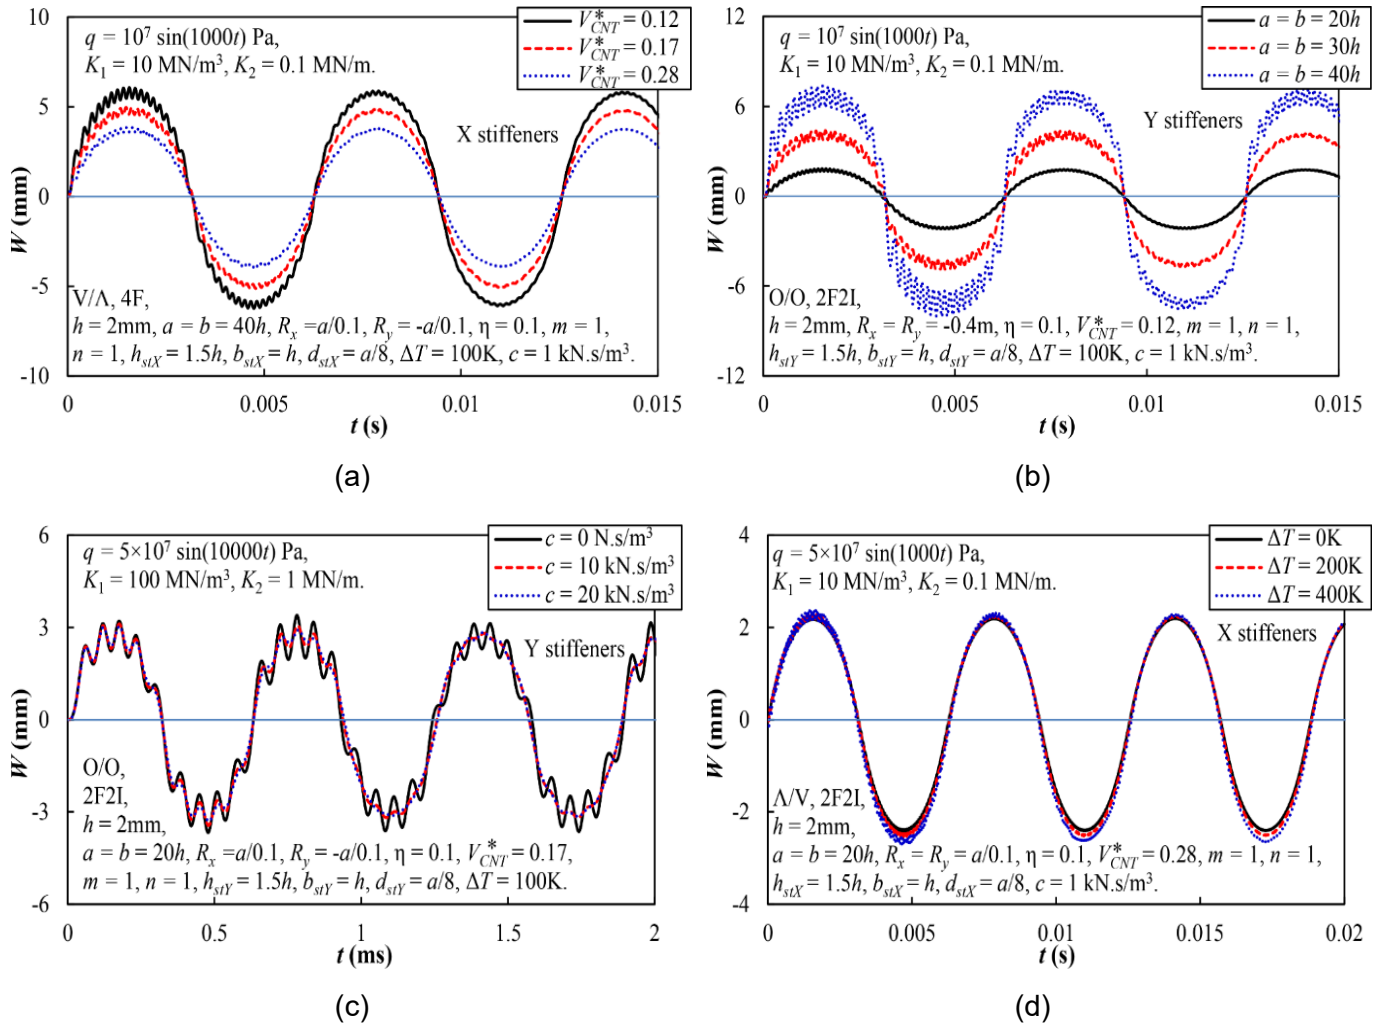 10
q = 10⁷ sin(1000t) Pa,
K₁ = 10 MN/m³, K₂ = 0.1 MN/m.
V*CNT = 0.12
V*CNT = 0.17
V*CNT = 0.28
5
X stiffeners
0
W (mm)
-5
V/Λ, 4F,
h = 2mm, a = b = 40h, Rx =a/0.1, Ry = -a/0.1, η = 0.1, m = 1,
n = 1, hstX = 1.5h, bstX = h, dstX = a/8, ΔT = 100K, c = 1 kN.s/m³.
-10
0 0.005 0.01 0.015
t (s)
(a)
12
q = 10⁷ sin(1000t) Pa,
K₁ = 10 MN/m³, K₂ = 0.1 MN/m.
a = b = 20h
a = b = 30h
a = b = 40h
6
Y stiffeners
0
W (mm)
-6
O/O, 2F2I,
h = 2mm, Rx = Ry = -0.4m, η = 0.1, V*CNT = 0.12, m = 1, n = 1,
hstY = 1.5h, bstY = h, dstY = a/8, ΔT = 100K, c = 1 kN.s/m³.
-12
0 0.005 0.01 0.015
t (s)
(b)
6
q = 5×10⁷ sin(10000t) Pa,
K₁ = 100 MN/m³, K₂ = 1 MN/m.
c = 0 N.s/m³
c = 10 kN.s/m³
c = 20 kN.s/m³
3
Y stiffeners
0
W (mm)
-3
O/O,
2F2I,
h = 2mm,
a = b = 20h, Rx =a/0.1, Ry = -a/0.1, η = 0.1, V*CNT = 0.17,
m = 1, n = 1, hstY = 1.5h, bstY = h, dstY = a/8, ΔT = 100K.
-6
0 0.5 1 1.5 2
t (ms)
(c)
4
q = 5×10⁷ sin(1000t) Pa,
K₁ = 10 MN/m³, K₂ = 0.1 MN/m.
ΔT = 0K
ΔT = 200K
ΔT = 400K
2
X stiffeners
0
W (mm)
-2
Λ/V, 2F2I,
h = 2mm,
a = b = 20h, Rx = Ry = a/0.1, η = 0.1, V*CNT = 0.28, m = 1, n = 1,
hstX = 1.5h, bstX = h, dstX = a/8, c = 1 kN.s/m³.
-4
0 0.005 0.01 0.015 0.02
t (s)
(d)